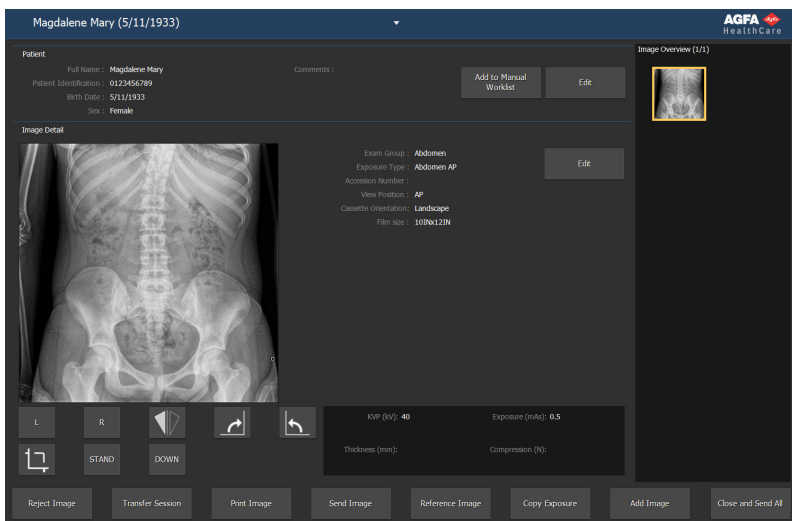 Magdalene Mary (5/11/1933)
AGFA
HealthCare
Patient
Full Name : Magdalene Mary
Patient Identification : 0123456789
Birth Date : 5/11/1933
Sex : Female
Comments :
Add to Manual
Worklist
Edit
Image Overview (1/1)
Image Detail
Exam Group : Abdomen
Exposure Type : Abdomen AP
Accession Number :
View Position : AP
Cassette Orientation: Landscape
Film size : 10INx12IN
Edit
L
R
STAND
DOWN
KVP (kV): 40
Exposure (mAs): 0.5
Thickness (mm):
Compression (N):
Reject Image
Transfer Session
Print Image
Send Image
Reference Image
Copy Exposure
Add Image
Close and Send All